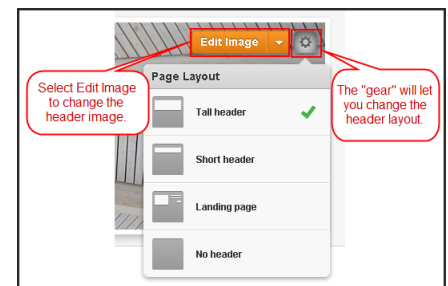 Edit Image
Select Edit Image
to change the
header image.
The "gear" will let
you change the
header layout.
Page Layout
Tall header
Short header
Landing page
No header